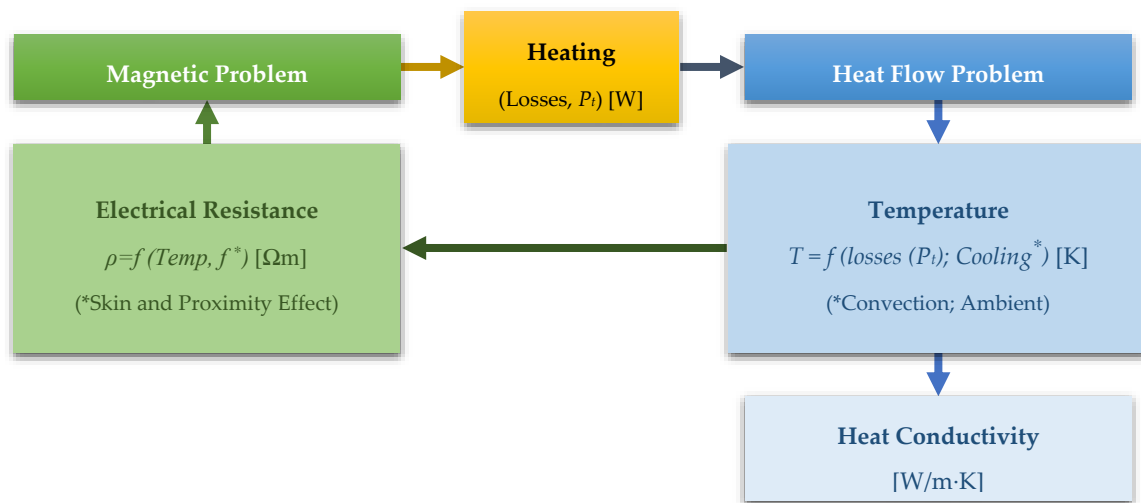 Magnetic Problem
Heating
(Losses, Pt) [W]
Heat Flow Problem
Electrical Resistance
ρ=f (Temp, f *) [Ωm]
(*Skin and Proximity Effect)
Temperature
T = f (losses (Pt); Cooling*) [K]
(*Convection; Ambient)
Heat Conductivity
[W/m·K]